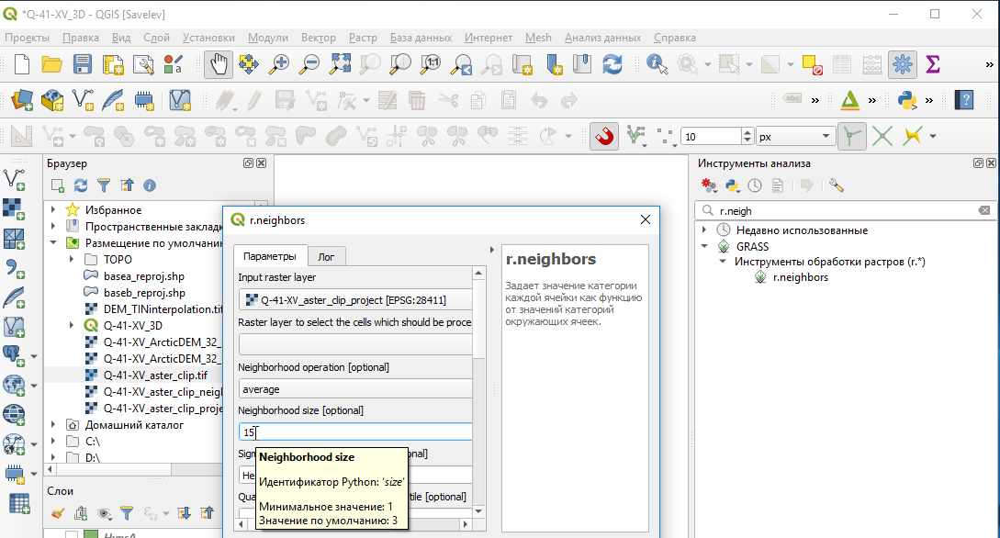 *Q-41-XV_3D - QGIS [Savelev]
Проекты Правка Вид Слой Установки Модули Вектор Растр База данных Интернет Mesh Анализ данных Справка
1:1
abc
10 px
Браузер
Избранное
Пространственные заклад
Размещение по умолчани
TOPO
basea_reproj.shp
baseb_reproj.shp
DEM_TINinterpolation.tif
Q-41-XV_3D
Q-41-XV_ArcticDEM_32_
Q-41-XV_ArcticDEM_32_
Q-41-XV_aster_clip.tif
Q-41-XV_aster_clip_neigh
Q-41-XV_aster_clip_proje
Домашний каталог
C:\
D:\
Слои
HypsA
r.neighbors
Параметры Лог
Input raster layer
Q-41-XV_aster_clip_project [EPSG:28411]
Raster layer to select the cells which should be proce
Neighborhood operation [optional]
average
Neighborhood size [optional]
15
Sigm onal]
Не
Qua tile [optional]
Neighborhood size
Идентификатор Python: 'size'
Минимальное значение: 1
Значение по умолчанию: 3
r.neighbors
Задает значение категории
каждой ячейки как функцию
от значений категорий
окружающих ячеек.
Инструменты анализа
r.neigh
Недавно использованные
GRASS
Инструменты обработки растров (r.*)
r.neighbors